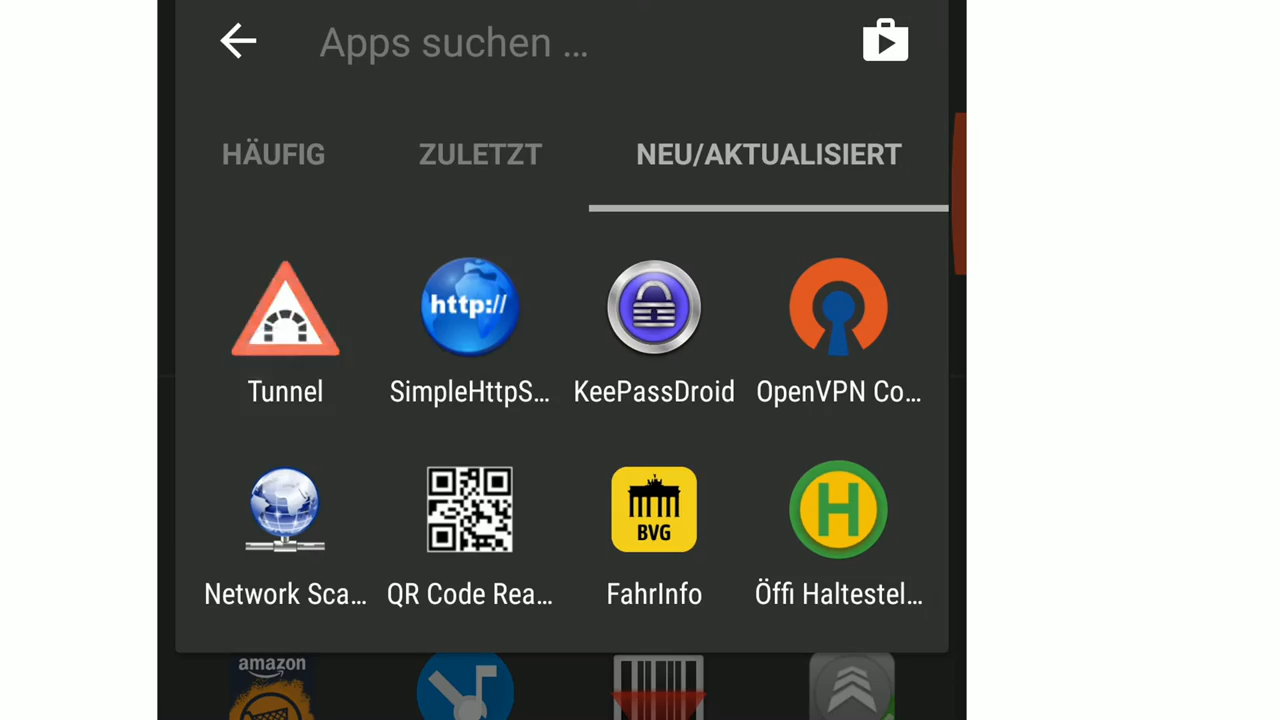 Apps suchen ...
HÄUFIG ZULETZT NEU/AKTUALISIERT
http://
Tunnel SimpleHttpS... KeePassDroid OpenVPN Co...
BVG H
Network Sca... QR Code Rea... FahrInfo Öffi Haltestel...
amazon